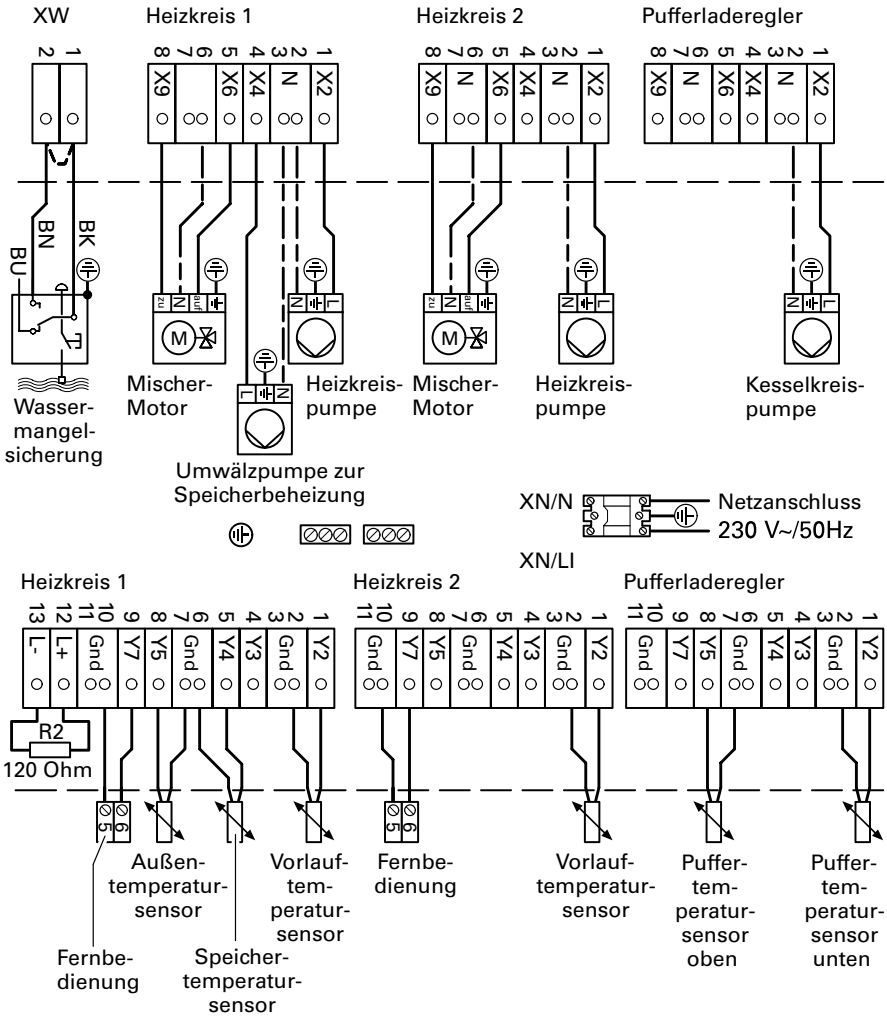 XW Heizkreis 1 Heizkreis 2 Pufferladeregler
2 1 8 7 6 5 4 3 2 1 8 7 6 5 4 3 2 1 8 7 6 5 4 3 2 1
X9 X6 X4 N X2 X9 N X6 X4 N X2 X9 N X6 X4 N X2
BU BN BK
zu N auf N L zu N auf N L N L
M M
L N
Mischer-
Motor
Heizkreis-
pumpe
Mischer-
Motor
Heizkreis-
pumpe
Kesselkreis-
pumpe
Wasser-
mangel-
sicherung
Umwälzpumpe zur
Speicherbeheizung
XN/N Netzanschluss
230 V~/50Hz
XN/LI
Heizkreis 1 Heizkreis 2 Pufferladeregler
13 12 11 10 9 8 7 6 5 4 3 2 1 11 10 9 8 7 6 5 4 3 2 1 11 10 9 8 7 6 5 4 3 2 1
L- L+ Gnd Y7 Y5 Gnd Y4 Y3 Gnd Y2 Gnd Y7 Y5 Gnd Y4 Y3 Gnd Y2 Gnd Y7 Y5 Gnd Y4 Y3 Gnd Y2
R2
120 Ohm
5 6 5 6
Außen-
temperatur-
sensor
Vorlauf-
tem-
peratur-
sensor
Fernbe-
dienung
Vorlauf-
temperatur-
sensor
Puffer-
tem-
peratur-
sensor
oben
Puffer-
tem-
peratur-
sensor
unten
Fernbe-
dienung
Speicher-
temperatur-
sensor